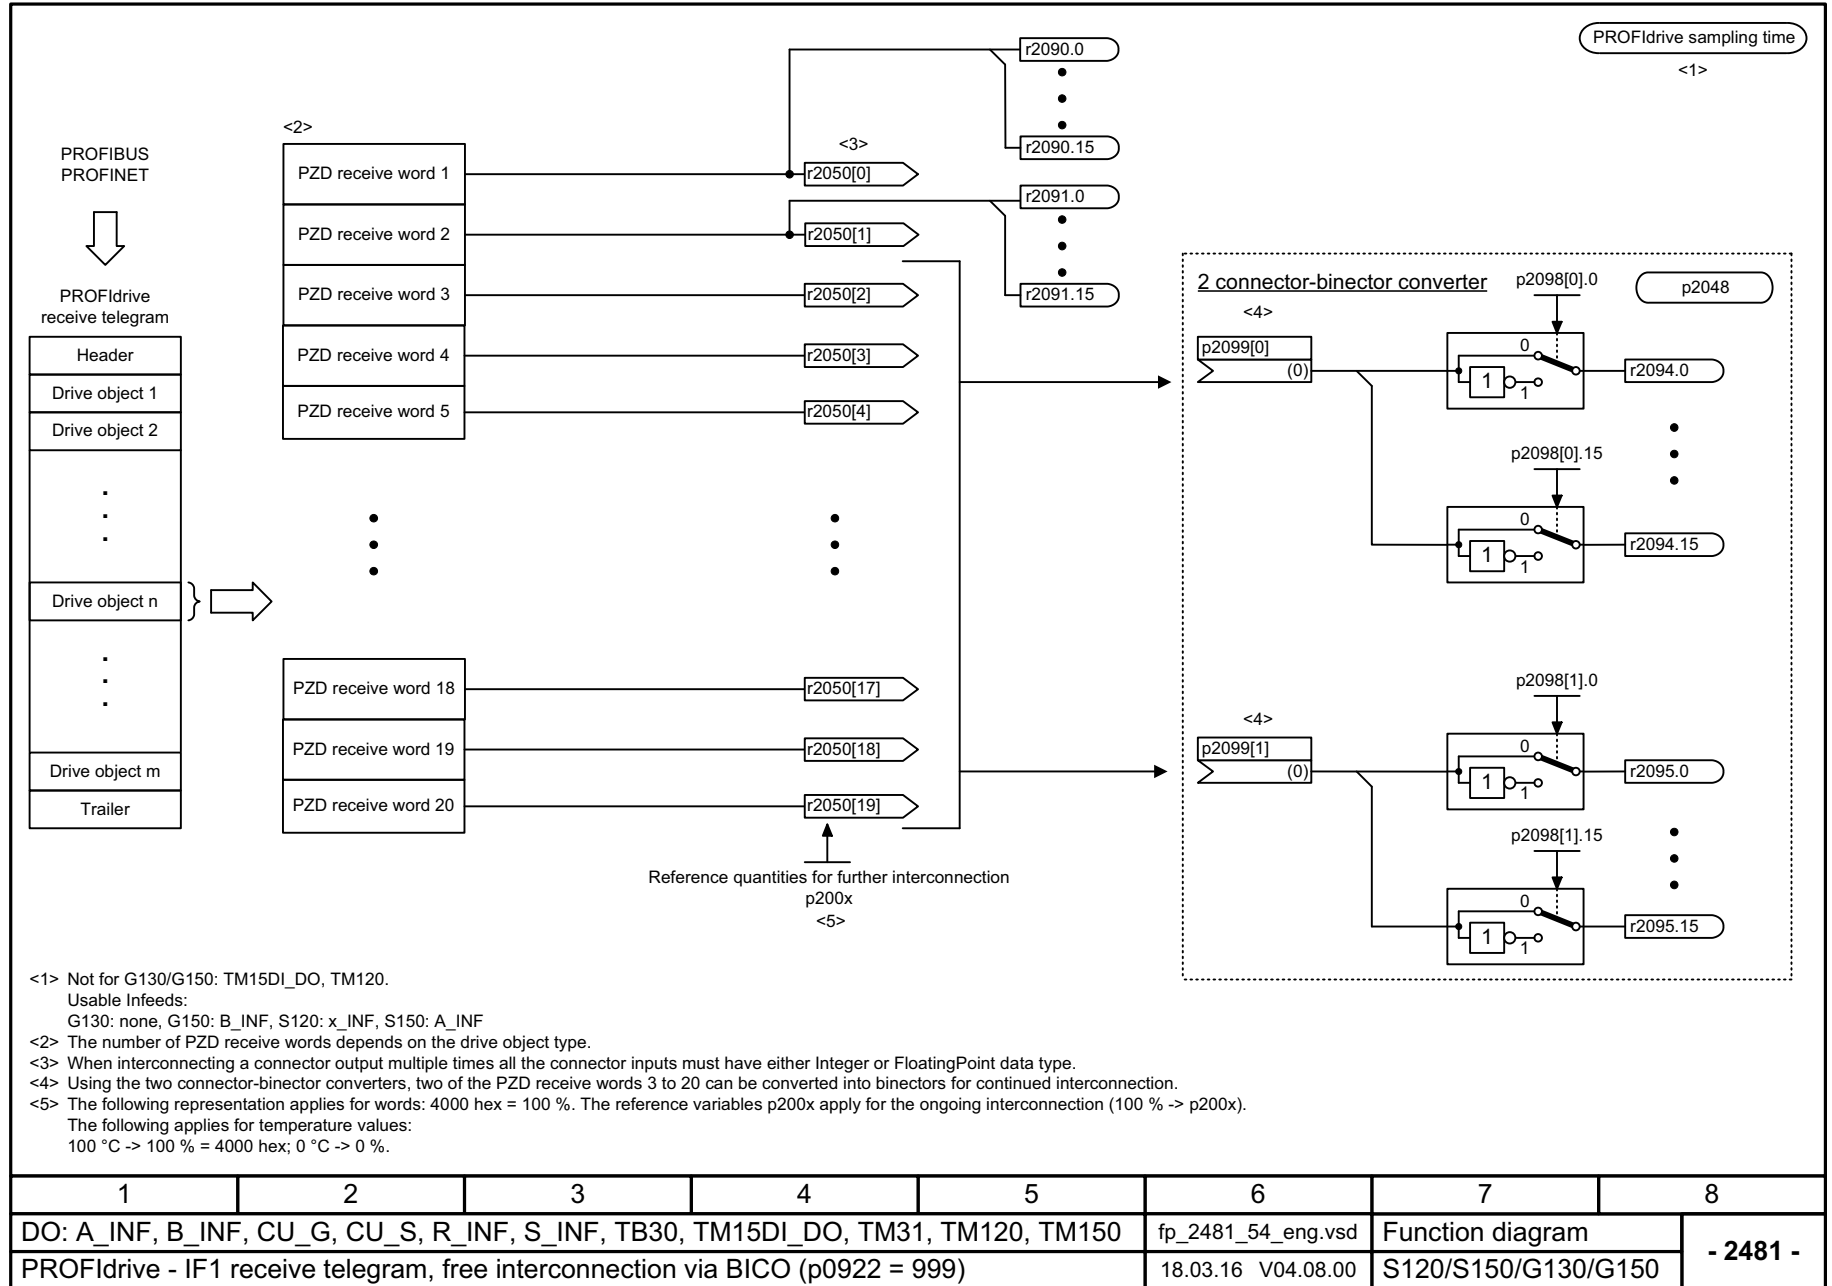 PROFIdrive sampling time
<1>
PROFIBUS
PROFINET
PROFIdrive
receive telegram
Header
Drive object 1
Drive object 2
Drive object n
Drive object m
Trailer
<2>
PZD receive word 1
PZD receive word 2
PZD receive word 3
PZD receive word 4
PZD receive word 5
PZD receive word 18
PZD receive word 19
PZD receive word 20
<3>
r2050[0]
r2050[1]
r2050[2]
r2050[3]
r2050[4]
r2050[17]
r2050[18]
r2050[19]
Reference quantities for further interconnection
p200x
<5>
r2090.0
r2090.15
r2091.0
r2091.15
2 connector-binector converter
p2048
<4>
p2099[0]
(0)
p2098[0].0
0
1
1
r2094.0
p2098[0].15
0
1
1
r2094.15
<4>
p2099[1]
(0)
p2098[1].0
0
1
1
r2095.0
p2098[1].15
0
1
1
r2095.15
<1> Not for G130/G150: TM15DI_DO, TM120.
Usable Infeeds:
G130: none, G150: B_INF, S120: x_INF, S150: A_INF
<2> The number of PZD receive words depends on the drive object type.
<3> When interconnecting a connector output multiple times all the connector inputs must have either Integer or FloatingPoint data type.
<4> Using the two connector-binector converters, two of the PZD receive words 3 to 20 can be converted into binectors for continued interconnection.
<5> The following representation applies for words: 4000 hex = 100 %. The reference variables p200x apply for the ongoing interconnection (100 % -> p200x).
The following applies for temperature values:
100 °C -> 100 % = 4000 hex; 0 °C -> 0 %.
1 2 3 4 5 6 7 8
DO: A_INF, B_INF, CU_G, CU_S, R_INF, S_INF, TB30, TM15DI_DO, TM31, TM120, TM150
fp_2481_54_eng.vsd
Function diagram
- 2481 -
PROFIdrive - IF1 receive telegram, free interconnection via BICO (p0922 = 999)
18.03.16 V04.08.00
S120/S150/G130/G150